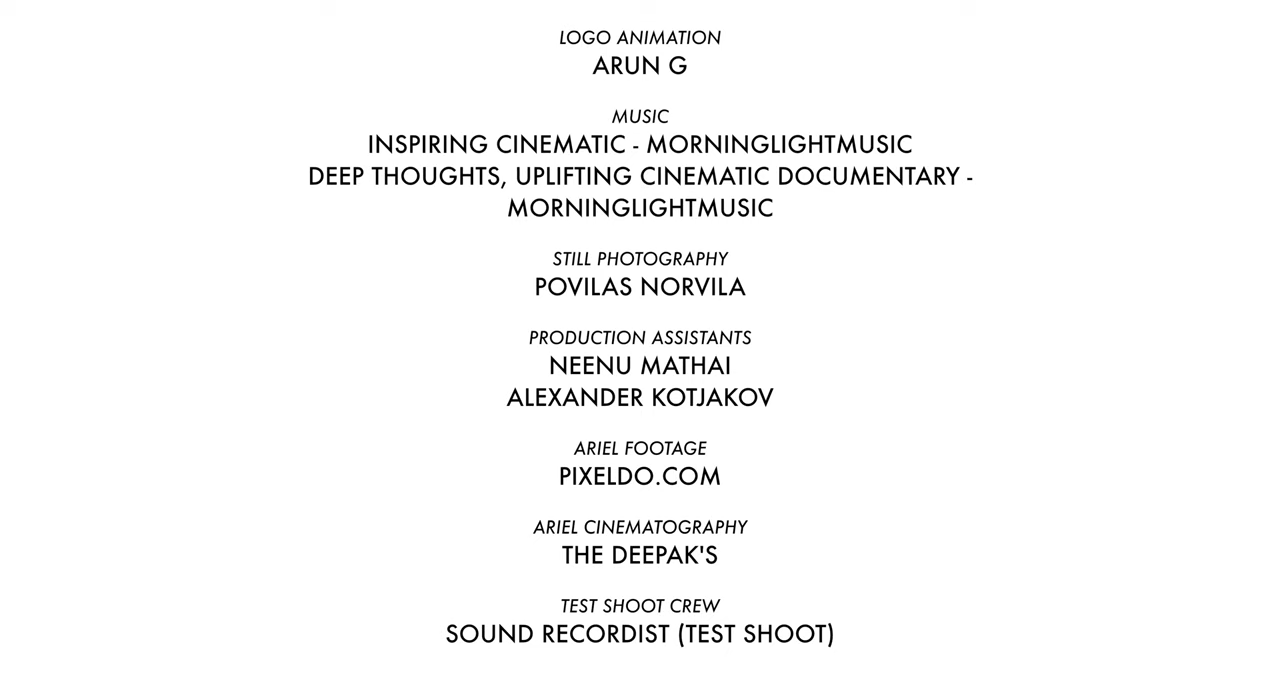 LOGO ANIMATION
ARUN G
MUSIC
INSPIRING CINEMATIC - MORNINGLIGHTMUSIC
DEEP THOUGHTS, UPLIFTING CINEMATIC DOCUMENTARY -
MORNINGLIGHTMUSIC
STILL PHOTOGRAPHY
POVILAS NORVILA
PRODUCTION ASSISTANTS
NEENU MATHAI
ALEXANDER KOTJAKOV
ARIEL FOOTAGE
PIXELDO.COM
ARIEL CINEMATOGRAPHY
THE DEEPAK'S
TEST SHOOT CREW
SOUND RECORDIST (TEST SHOOT)